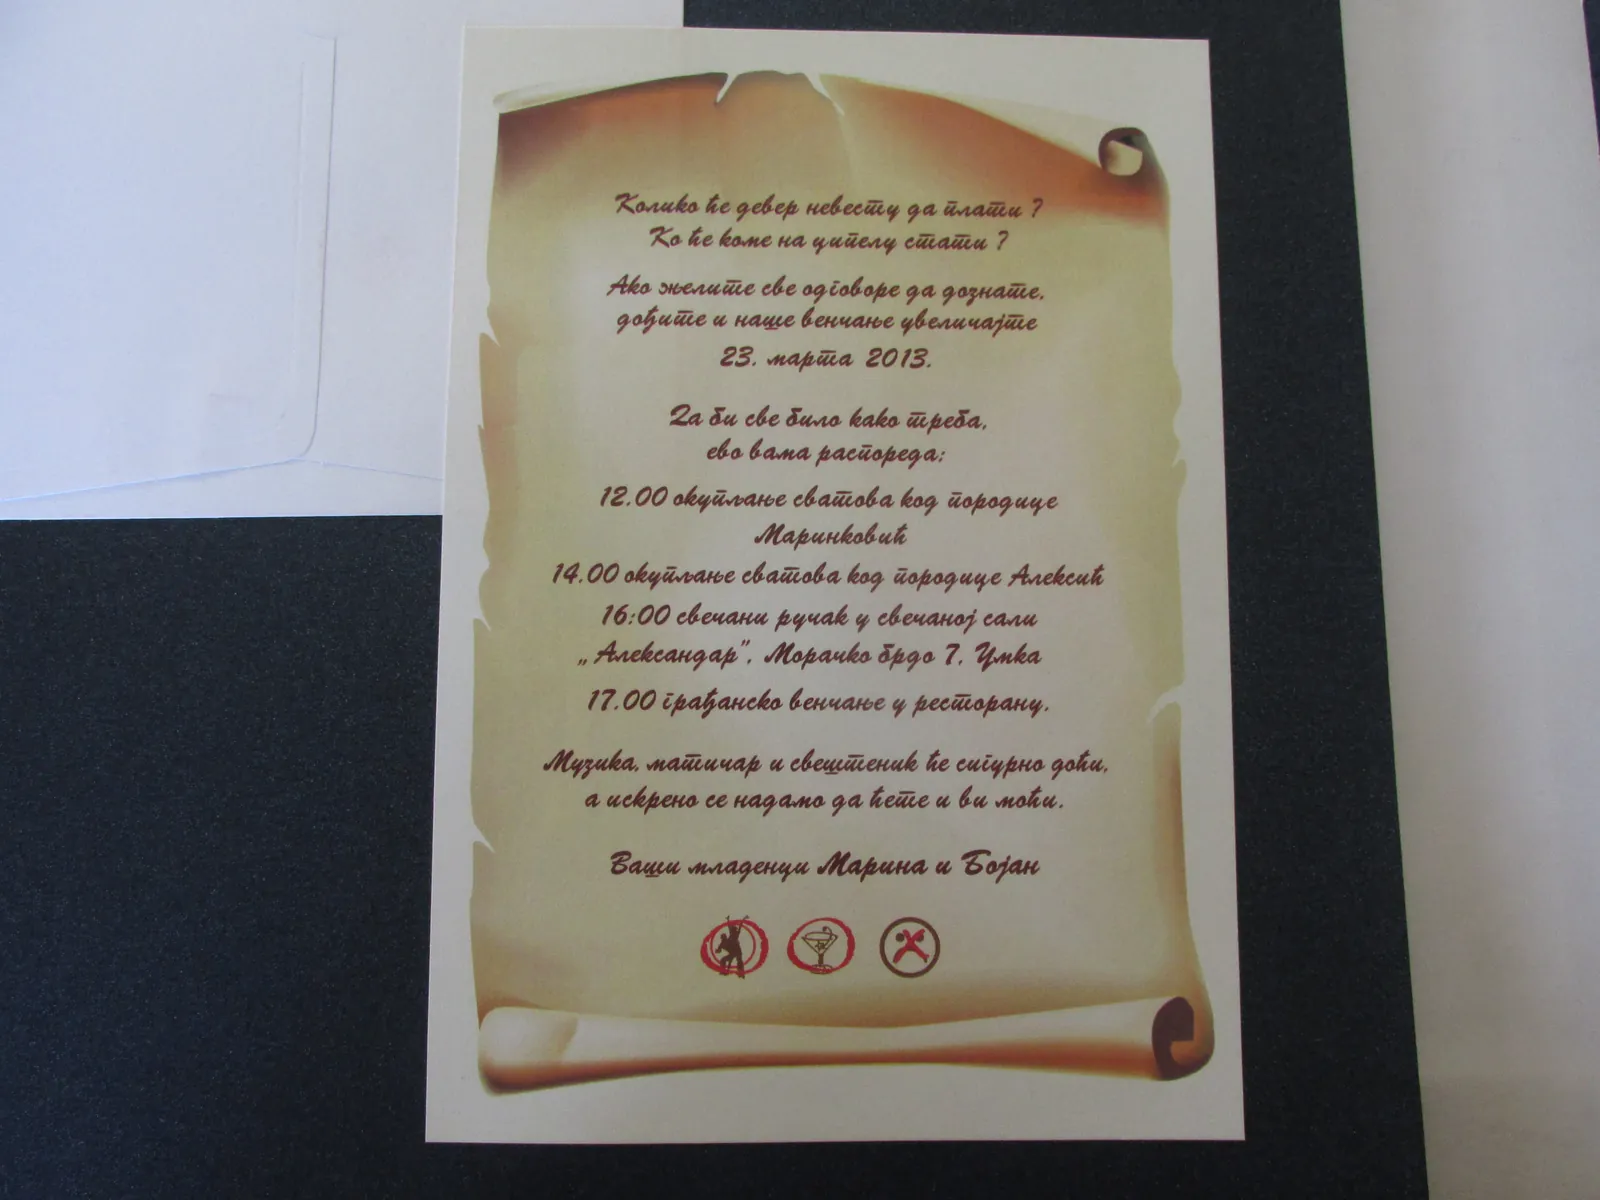 Колико ће девер невесту да плати ?
Ко ће коме на ципелу стати ?
Ако желите све одговоре да дознате,
дођите и наше венчање увеличајте
23. марта 2013.
Да би све било како треба,
ево вама распореда:
12.00 окупљање сватова код породице
Маринковић
14.00 окупљање сватова код породице Алексић
16:00 свечани ручак у свечаној сали
„Александар”, Морачко брдо 7, Умка
17.00 грађанско венчање у ресторану.
Музика, матичар и свештеник ће сигурно доћи,
а искрено се надамо да ћете и ви моћи.
Ваши младенци Марина и Бојан